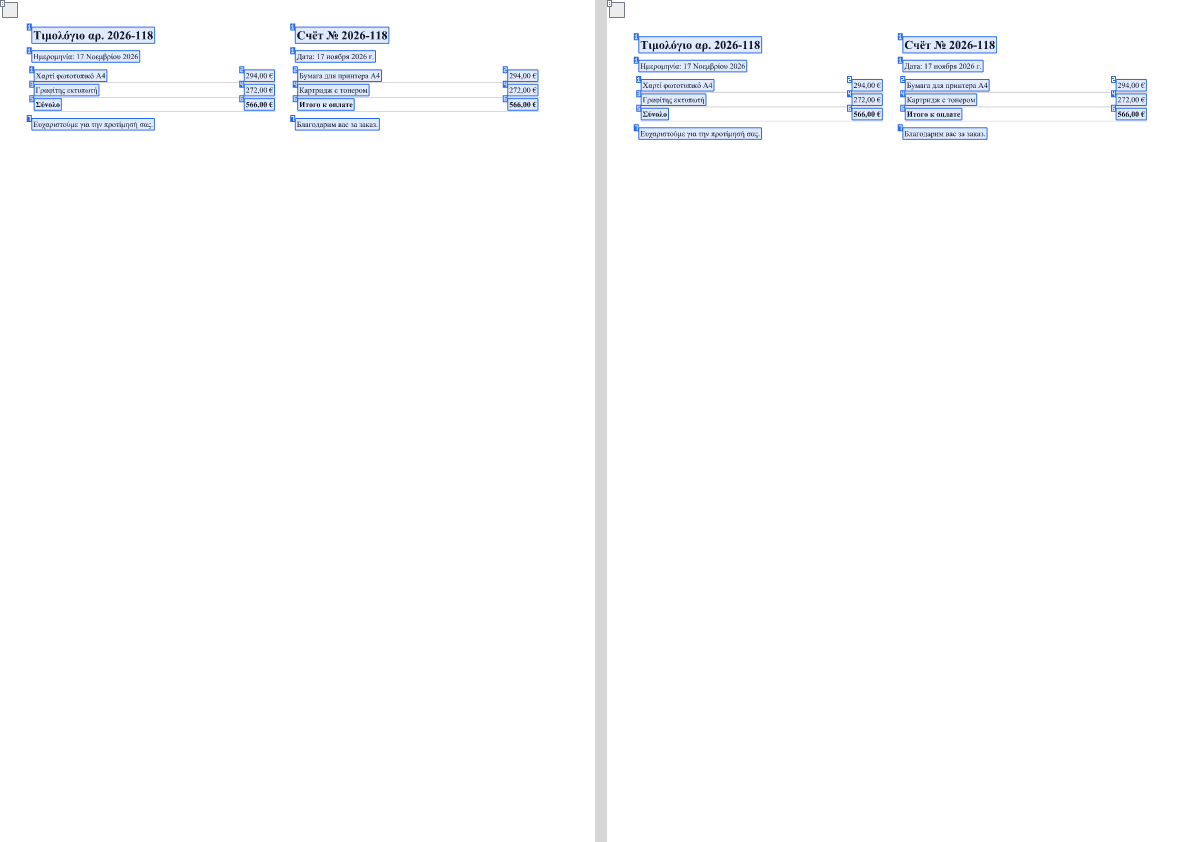 Τιμολόγιο αρ. 2026-118
Ημερομηνία: 17 Νοεμβρίου 2026
Χαρτί φωτοτυπικό A4 294,00 €
Γραφίτης εκτυπωτή 272,00 €
Σύνολο 566,00 €
Ευχαριστούμε για την προτίμησή σας.
Счёт № 2026-118
Дата: 17 ноября 2026 г.
Бумага для принтера A4 294,00 €
Картридж с тонером 272,00 €
Итого к оплате 566,00 €
Благодарим вас за заказ.
Τιμολόγιο αρ. 2026-118
Ημερομηνία: 17 Νοεμβρίου 2026
Χαρτί φωτοτυπικό A4 294,00 €
Γραφίτης εκτυπωτή 272,00 €
Σύνολο 566,00 €
Ευχαριστούμε για την προτίμησή σας.
Счёт № 2026-118
Дата: 17 ноября 2026 г.
Бумага для принтера A4 294,00 €
Картридж с тонером 272,00 €
Итого к оплате 566,00 €
Благодарим вас за заказ.